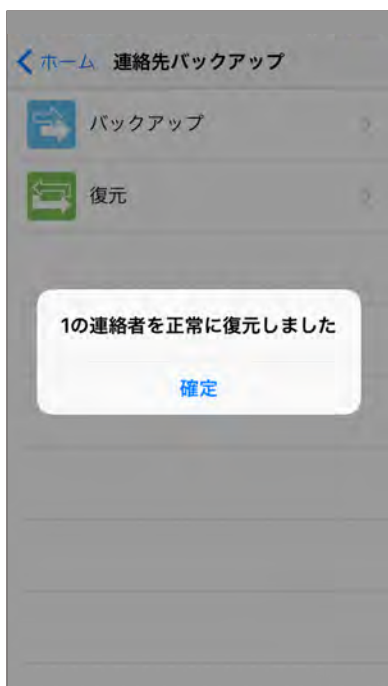 ホーム 連絡先バックアップ
バックアップ
復元
1の連絡者を正常に復元しました
確定